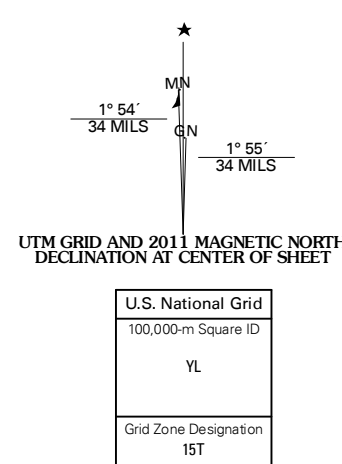 MN
1° 54´
34 MILS
GN
1° 55´
34 MILS
UTM GRID AND 2011 MAGNETIC NORTH
DECLINATION AT CENTER OF SHEET
U.S. National Grid
100,000-m Square ID
YL
Grid Zone Designation
15T